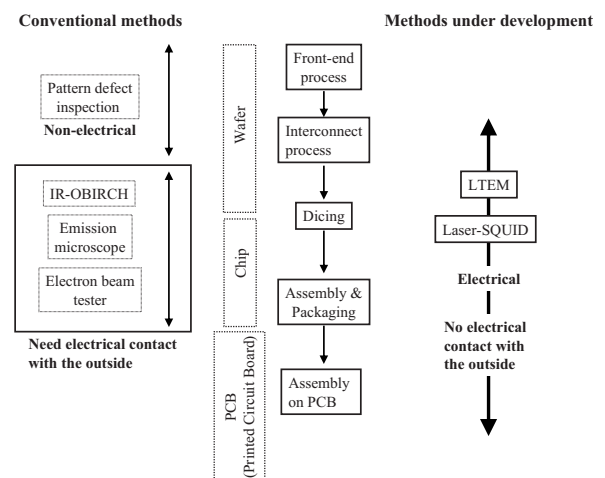 Conventional methods
Methods under development
Pattern defect
inspection
Non-electrical
IR-OBIRCH
Emission
microscope
Electron beam
tester
Need electrical contact
with the outside
Wafer
Chip
PCB
(Printed Circuit Board)
Front-end
process
Interconnect
process
Dicing
Assembly &
Packaging
Assembly
on PCB
LTEM
Laser-SQUID
Electrical
No electrical
contact with
the outside